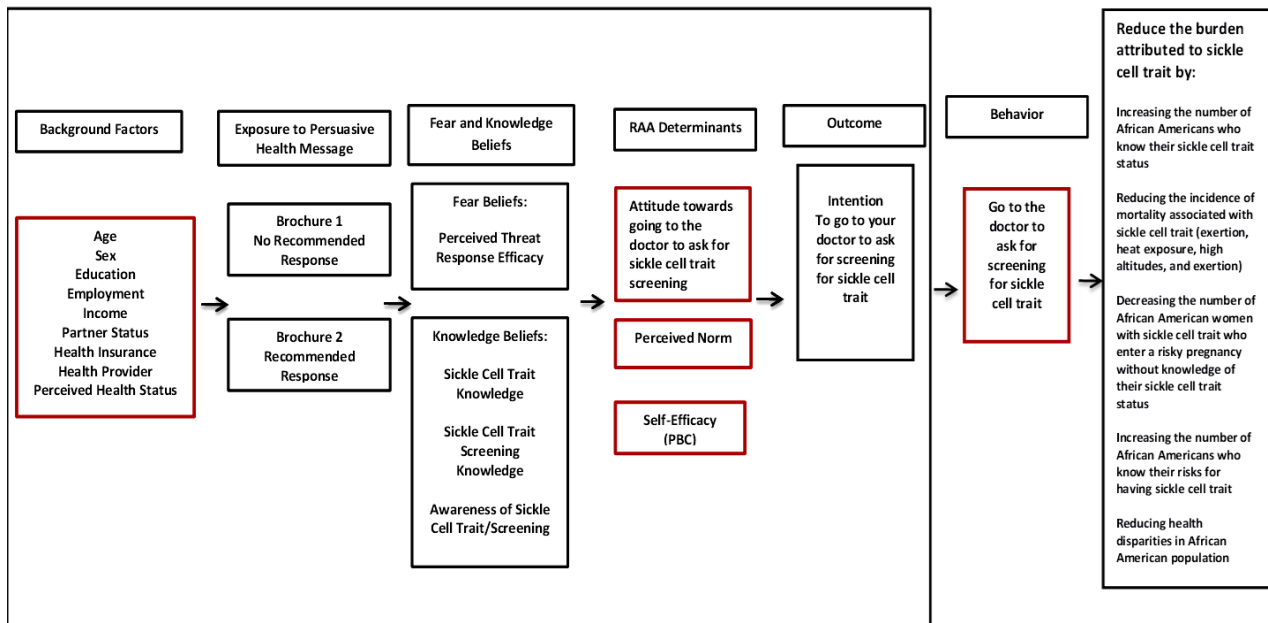 Background Factors
Age
Sex
Education
Employment
Income
Partner Status
Health Insurance
Health Provider
Perceived Health Status
Exposure to Persuasive
Health Message
Brochure 1
No Recommended
Response
Brochure 2
Recommended
Response
Fear and Knowledge
Beliefs
Fear Beliefs:
Perceived Threat
Response Efficacy
Knowledge Beliefs:
Sickle Cell Trait
Knowledge
Sickle Cell Trait
Screening
Knowledge
Awareness of Sickle
Cell Trait/Screening
RAA Determinants
Attitude towards
going to the
doctor to ask for
sickle cell trait
screening
Perceived Norm
Self-Efficacy
(PBC)
Outcome
Intention
To go to your
doctor to ask
for screening
for sickle cell
trait
Behavior
Go to the
doctor to
ask for
screening
for sickle
cell trait
Reduce the burden
attributed to sickle
cell trait by:
Increasing the number of
African Americans who
know their sickle cell trait
status
Reducing the incidence of
mortality associated with
sickle cell trait (exertion,
heat exposure, high
altitudes, and exertion)
Decreasing the number of
African American women
with sickle cell trait who
enter a risky pregnancy
without knowledge of
their sickle cell trait
status
Increasing the number of
African Americans who
know their risks for
having sickle cell trait
Reducing health
disparities in African
American population